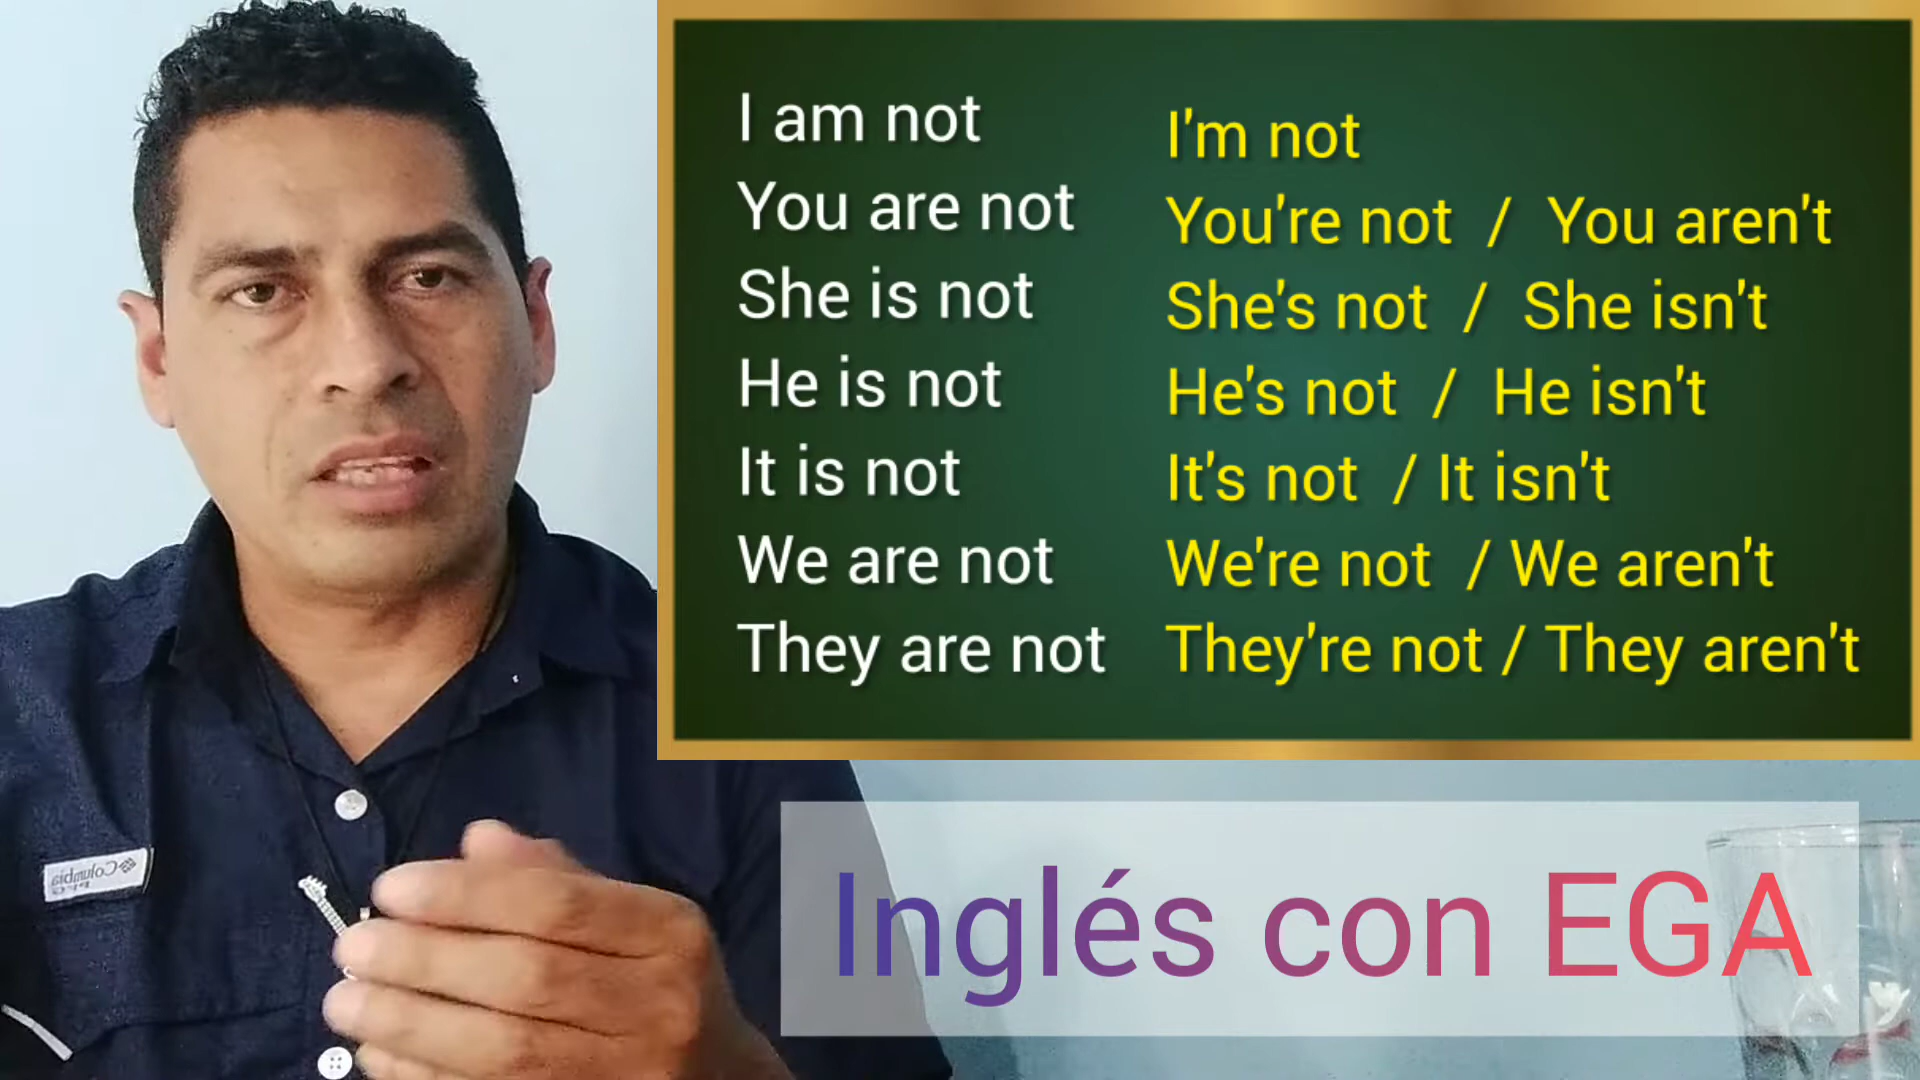 I am not
You are not
She is not
He is not
It is not
We are not
They are not
I'm not
You're not / You aren't
She's not / She isn't
He's not / He isn't
It's not / It isn't
We're not / We aren't
They're not / They aren't
Columbia
PFG
Inglés con EGA